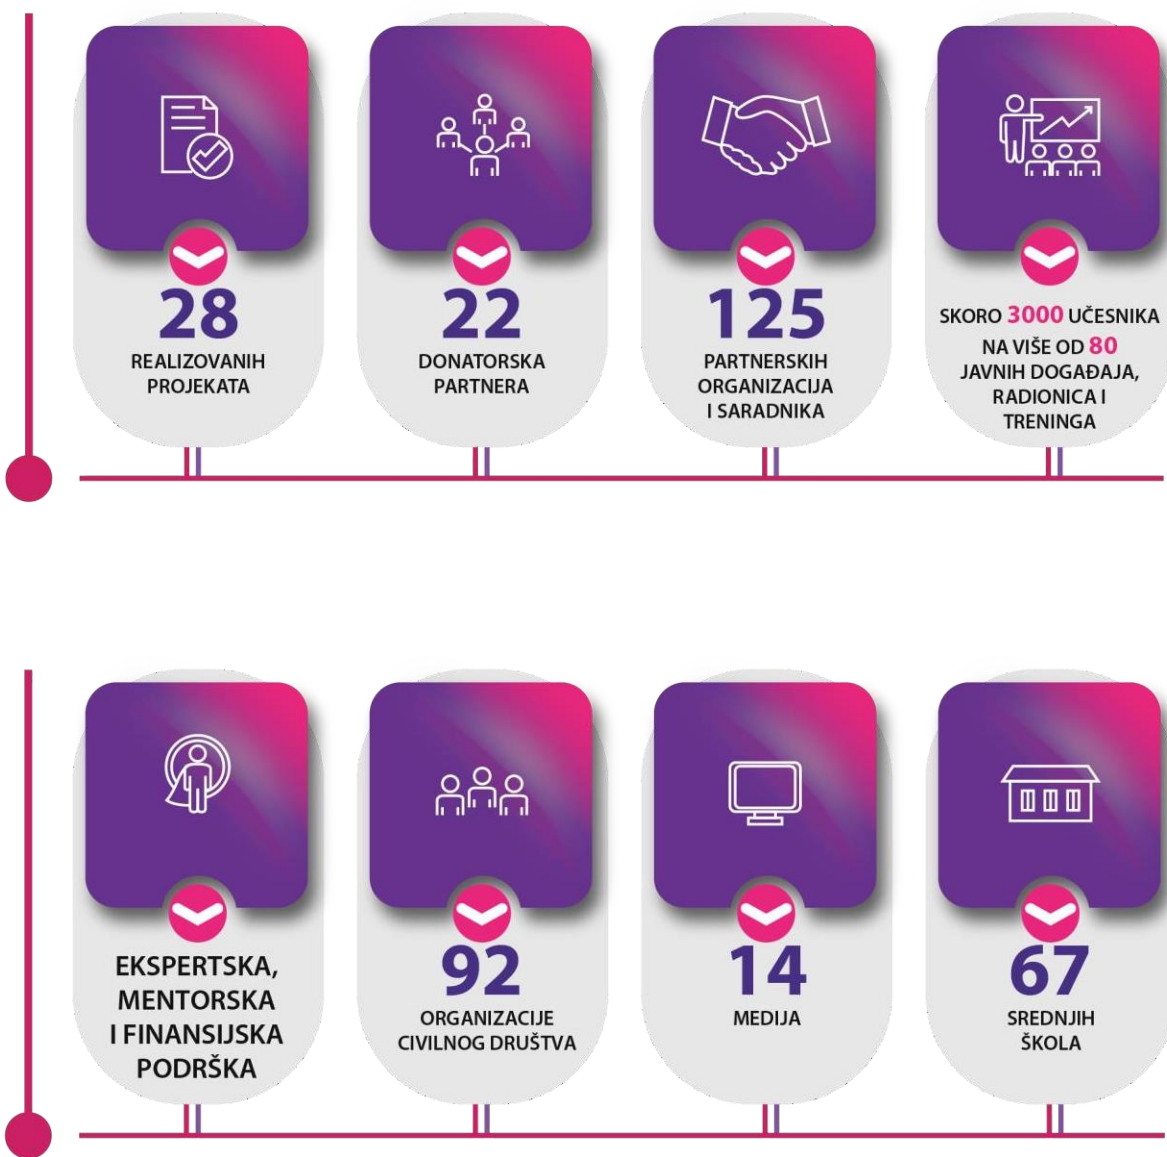 28
REALIZOVANIH
PROJEKATA
22
DONATORSKA
PARTNERA
125
PARTNERSKIH
ORGANIZACIJA
I SARADNIKA
SKORO 3000 UČESNIKA
NA VIŠE OD 80
JAVNIH DOGAĐAJA,
RADIONICA I
TRENINGA
EKSPERTSKA,
MENTORSKA
I FINANSIJSKA
PODRŠKA
92
ORGANIZACIJE
CIVILNOG DRUŠTVA
14
MEDIJA
67
SREDNJIH
ŠKOLA